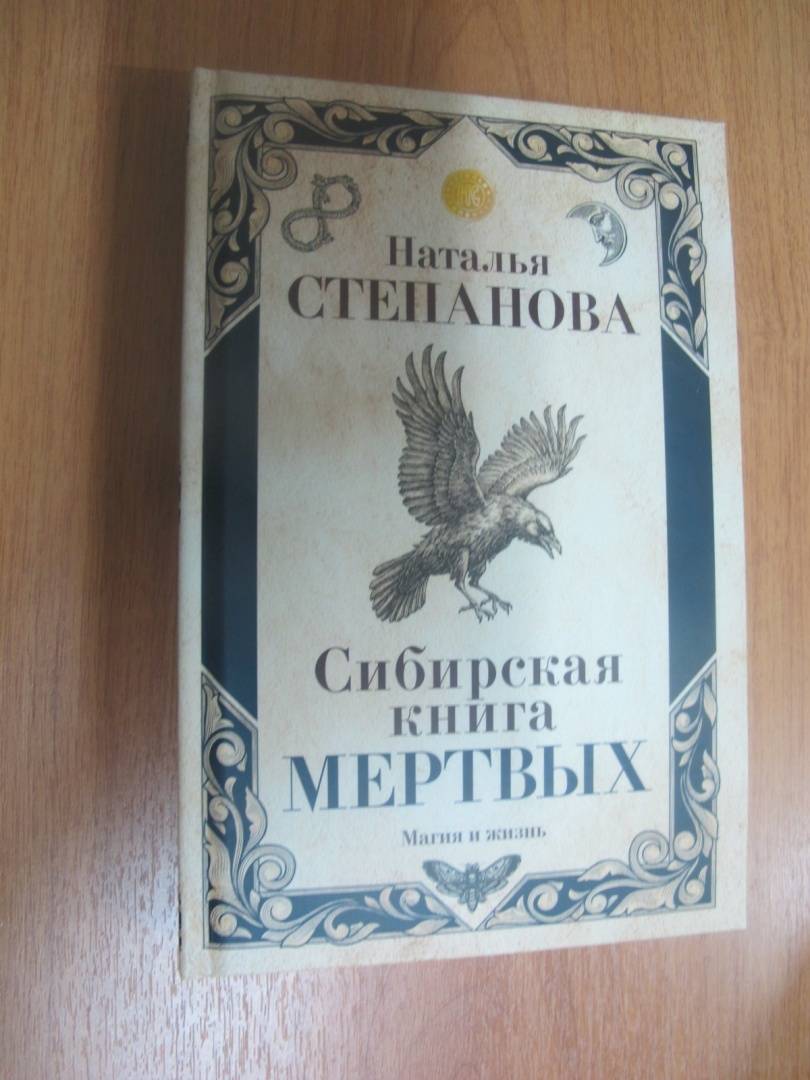 Наталья
СТЕПАНОВА
Сибирская
книга
МЕРТВЫХ
Магия и жизнь